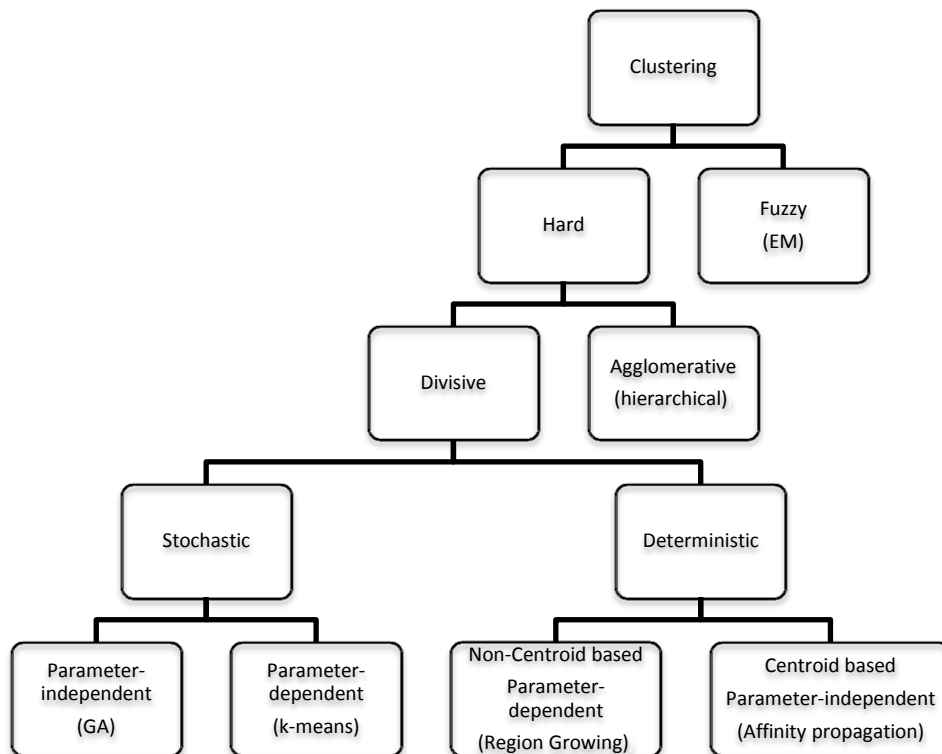 Clustering
Hard
Fuzzy
(EM)
Divisive
Agglomerative
(hierarchical)
Stochastic
Deterministic
Parameter-
independent
(GA)
Parameter-
dependent
(k-means)
Non-Centroid based
Parameter-
dependent
(Region Growing)
Centroid based
Parameter-independent
(Affinity propagation)